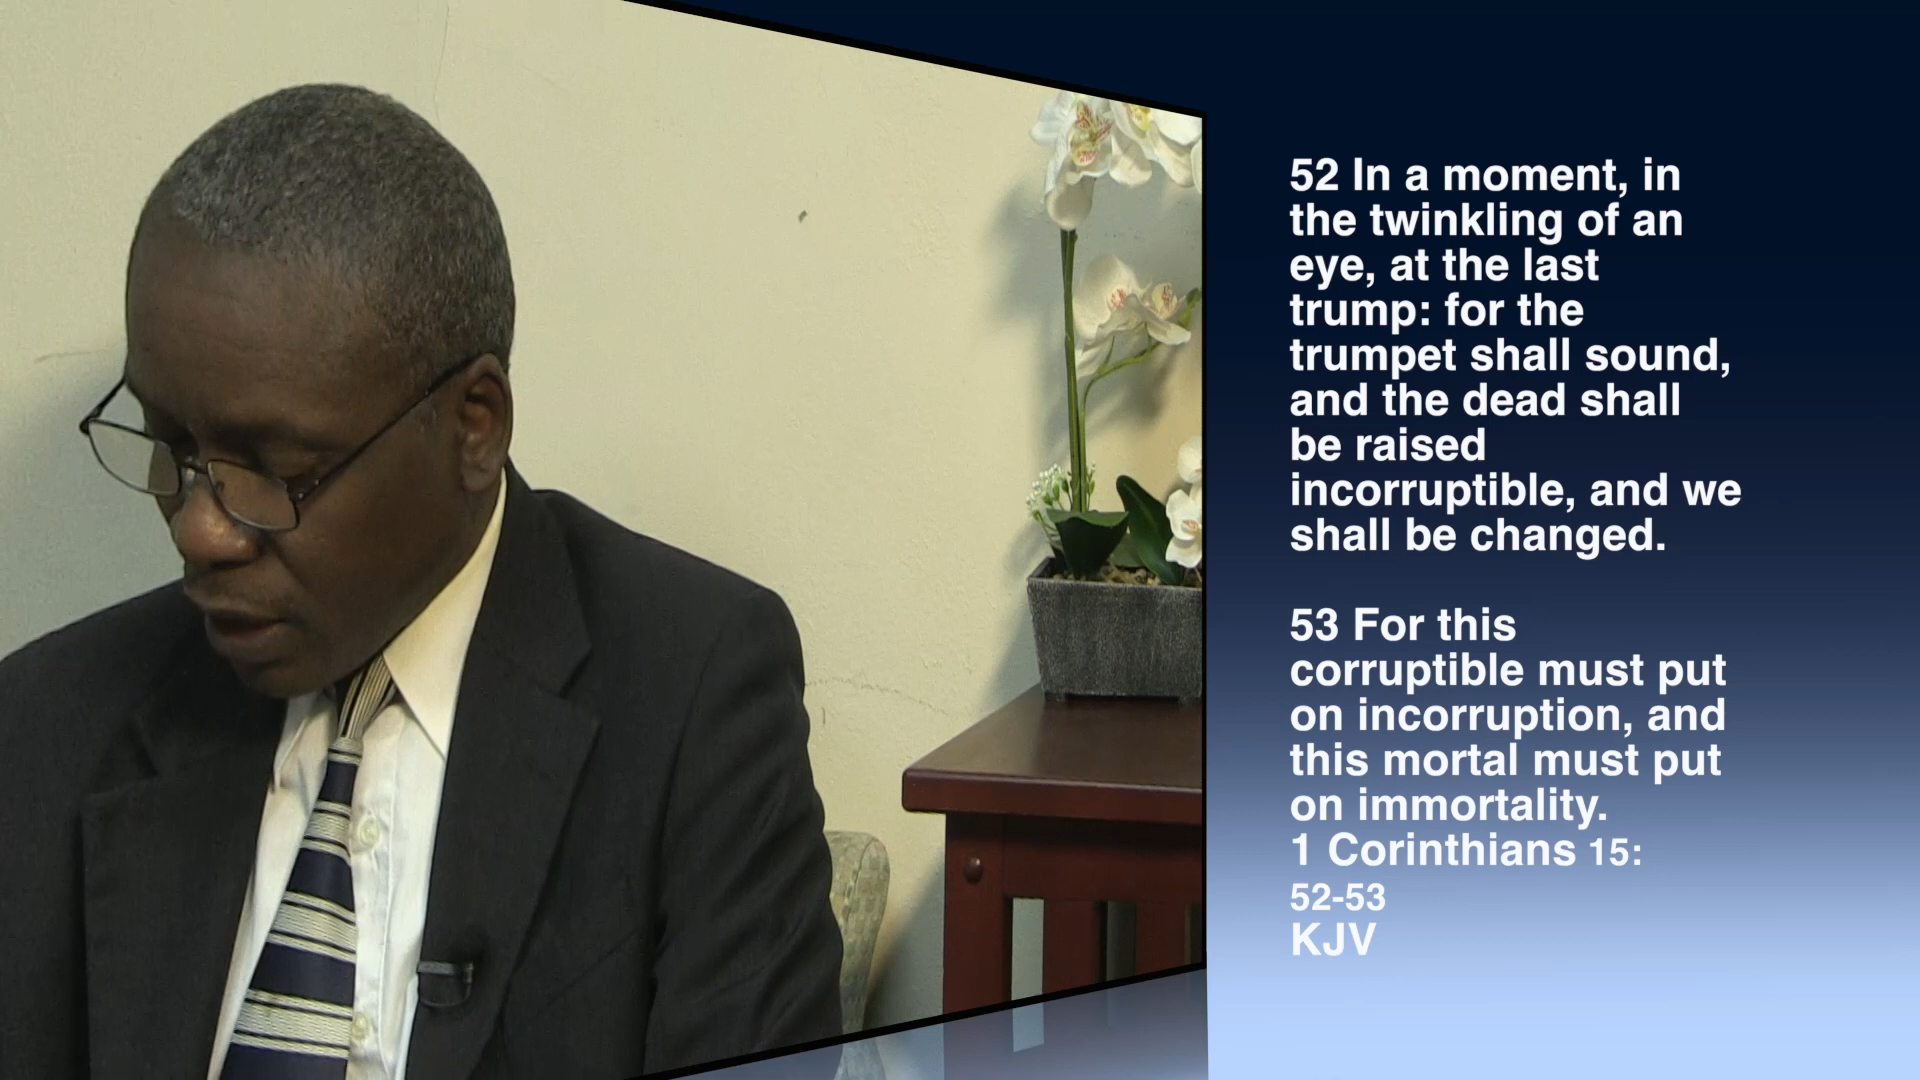 52 In a moment, in
the twinkling of an
eye, at the last
trump: for the
trumpet shall sound,
and the dead shall
be raised
incorruptible, and we
shall be changed.
53 For this
corruptible must put
on incorruption, and
this mortal must put
on immortality.
1 Corinthians 15:
52-53
KJV